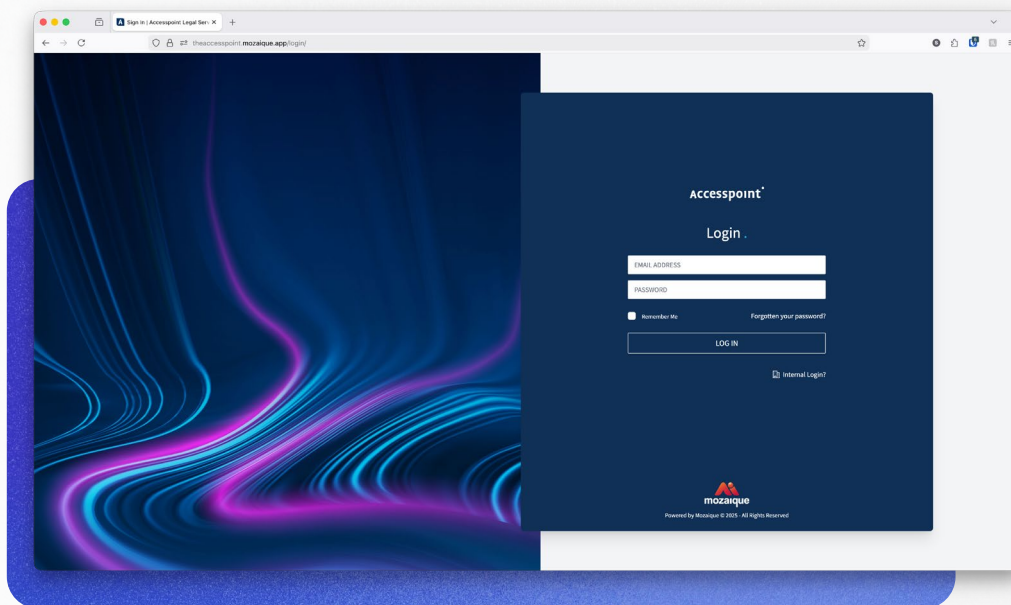 Sign in | Accesspoint Legal Serv
theaccesspoint.mozaique.app/login/
Accesspoint
Login .
EMAIL ADDRESS
PASSWORD
Remember Me
Forgotten your password?
LOG IN
Internal Login?
mozaique
Powered by Mozaique © 2025 - All Rights Reserved